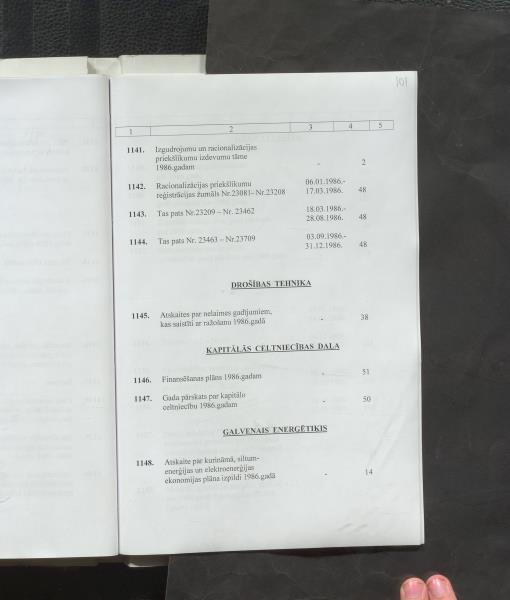 101
1 2 3 4 5
1141. Izgudrojumu un racionalizācijas
priekšlikumu izdevumu tāme
1986.gadam - 2
1142. Racionalizācijas priekšlikumu 06.01.1986.-
reģistrācijas žurnāls Nr.23081– Nr.23208 17.03.1986. 48
1143. Tas pats Nr.23209 – Nr. 23462 18.03.1986.-
28.08.1986. 48
1144. Tas pats Nr. 23463 – Nr.23709 03.09.1986.-
31.12.1986. 48
DROŠĪBAS TEHNIKA
1145. Atskaites par nelaimes gadījumiem,
kas saistīti ar ražošanu 1986.gadā - 38
KAPITĀLĀS CELTNIECĪBAS DAĻA
1146. Finansēšanas plāns 1986.gadam - 51
1147. Gada pārskats par kapitālo
celtniecību 1986.gadam - 50
GALVENAIS ENERĢĒTIĶIS
1148. Atskaite par kurināmā, siltum-
enerģijas un elektroenerģijas
ekonomijas plāna izpildi 1986.gadā - 14